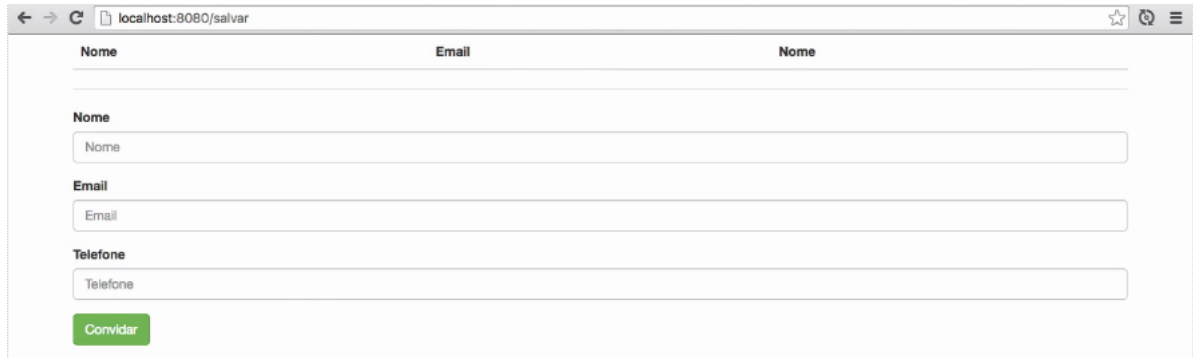 localhost:8080/salvar
Nome Email Nome
Nome
Nome
Email
Email
Telefone
Telefone
Convidar